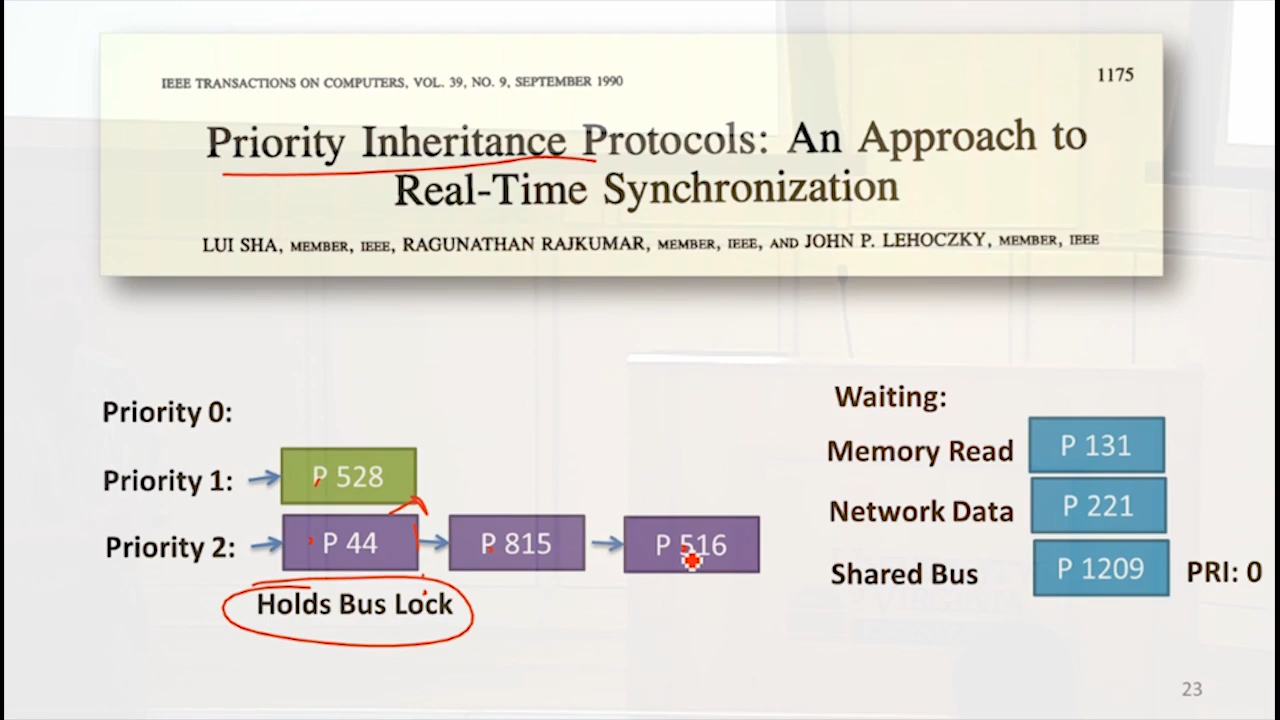 IEEE TRANSACTIONS ON COMPUTERS, VOL. 39, NO. 9, SEPTEMBER 1990
1175
Priority Inheritance Protocols: An Approach to
Real-Time Synchronization
LUI SHA, MEMBER, IEEE, RAGUNATHAN RAJKUMAR, MEMBER, IEEE, AND JOHN P. LEHOCZKY, MEMBER, IEEE
Priority 0:
Priority 1: P 528
Priority 2: P 44 P 815 P 516
Holds Bus Lock
Waiting:
Memory Read P 131
Network Data P 221
Shared Bus P 1209 PRI: 0
23